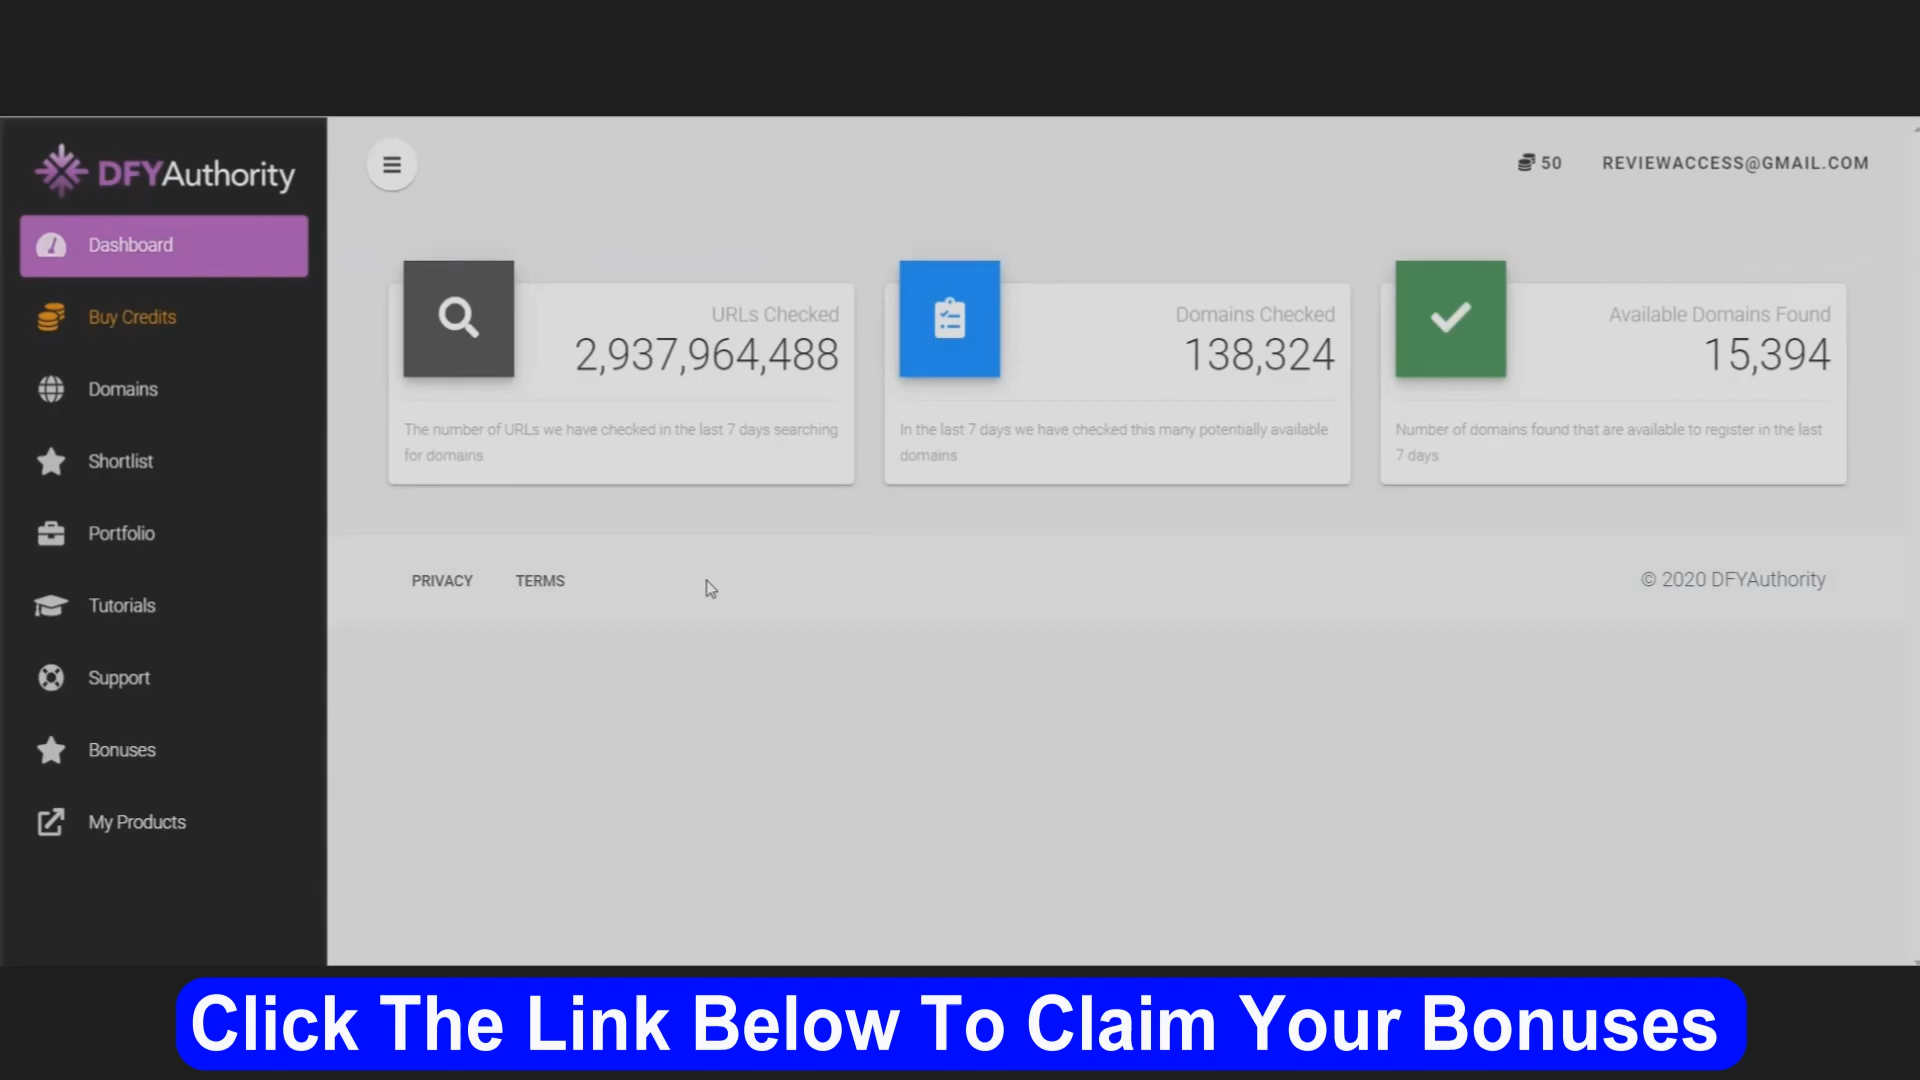 DFYAuthority
50
REVIEWACCESS@GMAIL.COM
Dashboard
Buy Credits
Domains
Shortlist
Portfolio
Tutorials
Support
Bonuses
My Products
URLs Checked
2,937,964,488
The number of URLs we have checked in the last 7 days searching
for domains
Domains Checked
138,324
In the last 7 days we have checked this many potentially available
domains
Available Domains Found
15,394
Number of domains found that are available to register in the last
7 days
PRIVACY TERMS
© 2020 DFYAuthority
Click The Link Below To Claim Your Bonuses